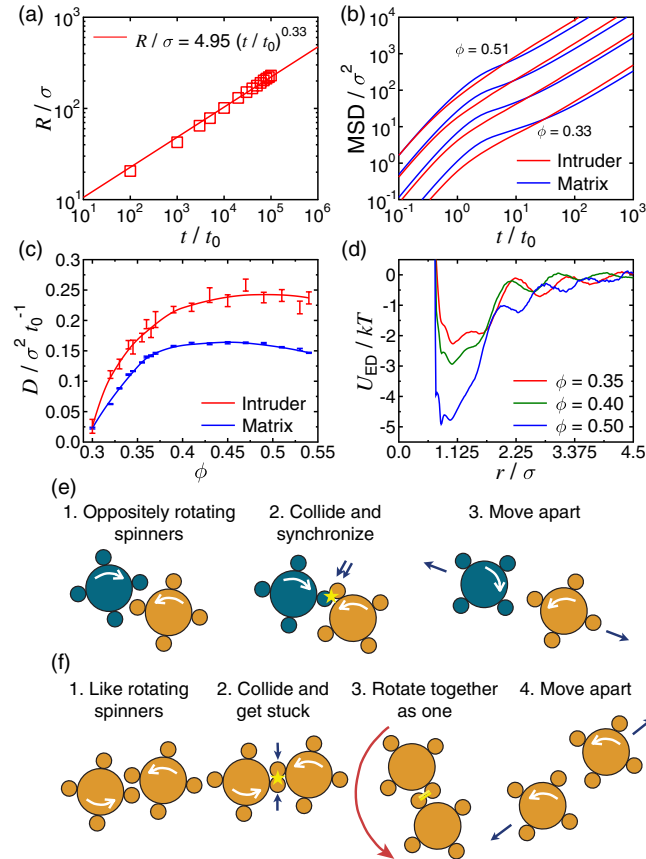 (a)
R / σ = 4.95 (t / t₀)^0.33
R / σ
10³
10²
10¹
10¹ 10² 10³ 10⁴ 10⁵ 10⁶
t / t₀
(b)
MSD / σ²
10⁴
10³
10²
10¹
10⁰
10⁻¹
ϕ = 0.51
ϕ = 0.33
Intruder
Matrix
10⁻¹ 10⁰ 10¹ 10² 10³
t / t₀
(c)
D / σ² t₀⁻¹
0.25
0.2
0.15
0.1
0.05
0.0
Intruder
Matrix
0.3 0.35 0.4 0.45 0.5 0.55
ϕ
(d)
U_ED / kT
0
-1
-2
-3
-4
-5
ϕ = 0.35
ϕ = 0.40
ϕ = 0.50
0.0 1.125 2.25 3.375 4.5
r / σ
(e)
1. Oppositely rotating
spinners
2. Collide and
synchronize
3. Move apart
(f)
1. Like rotating
spinners
2. Collide and
get stuck
3. Rotate together
as one
4. Move apart